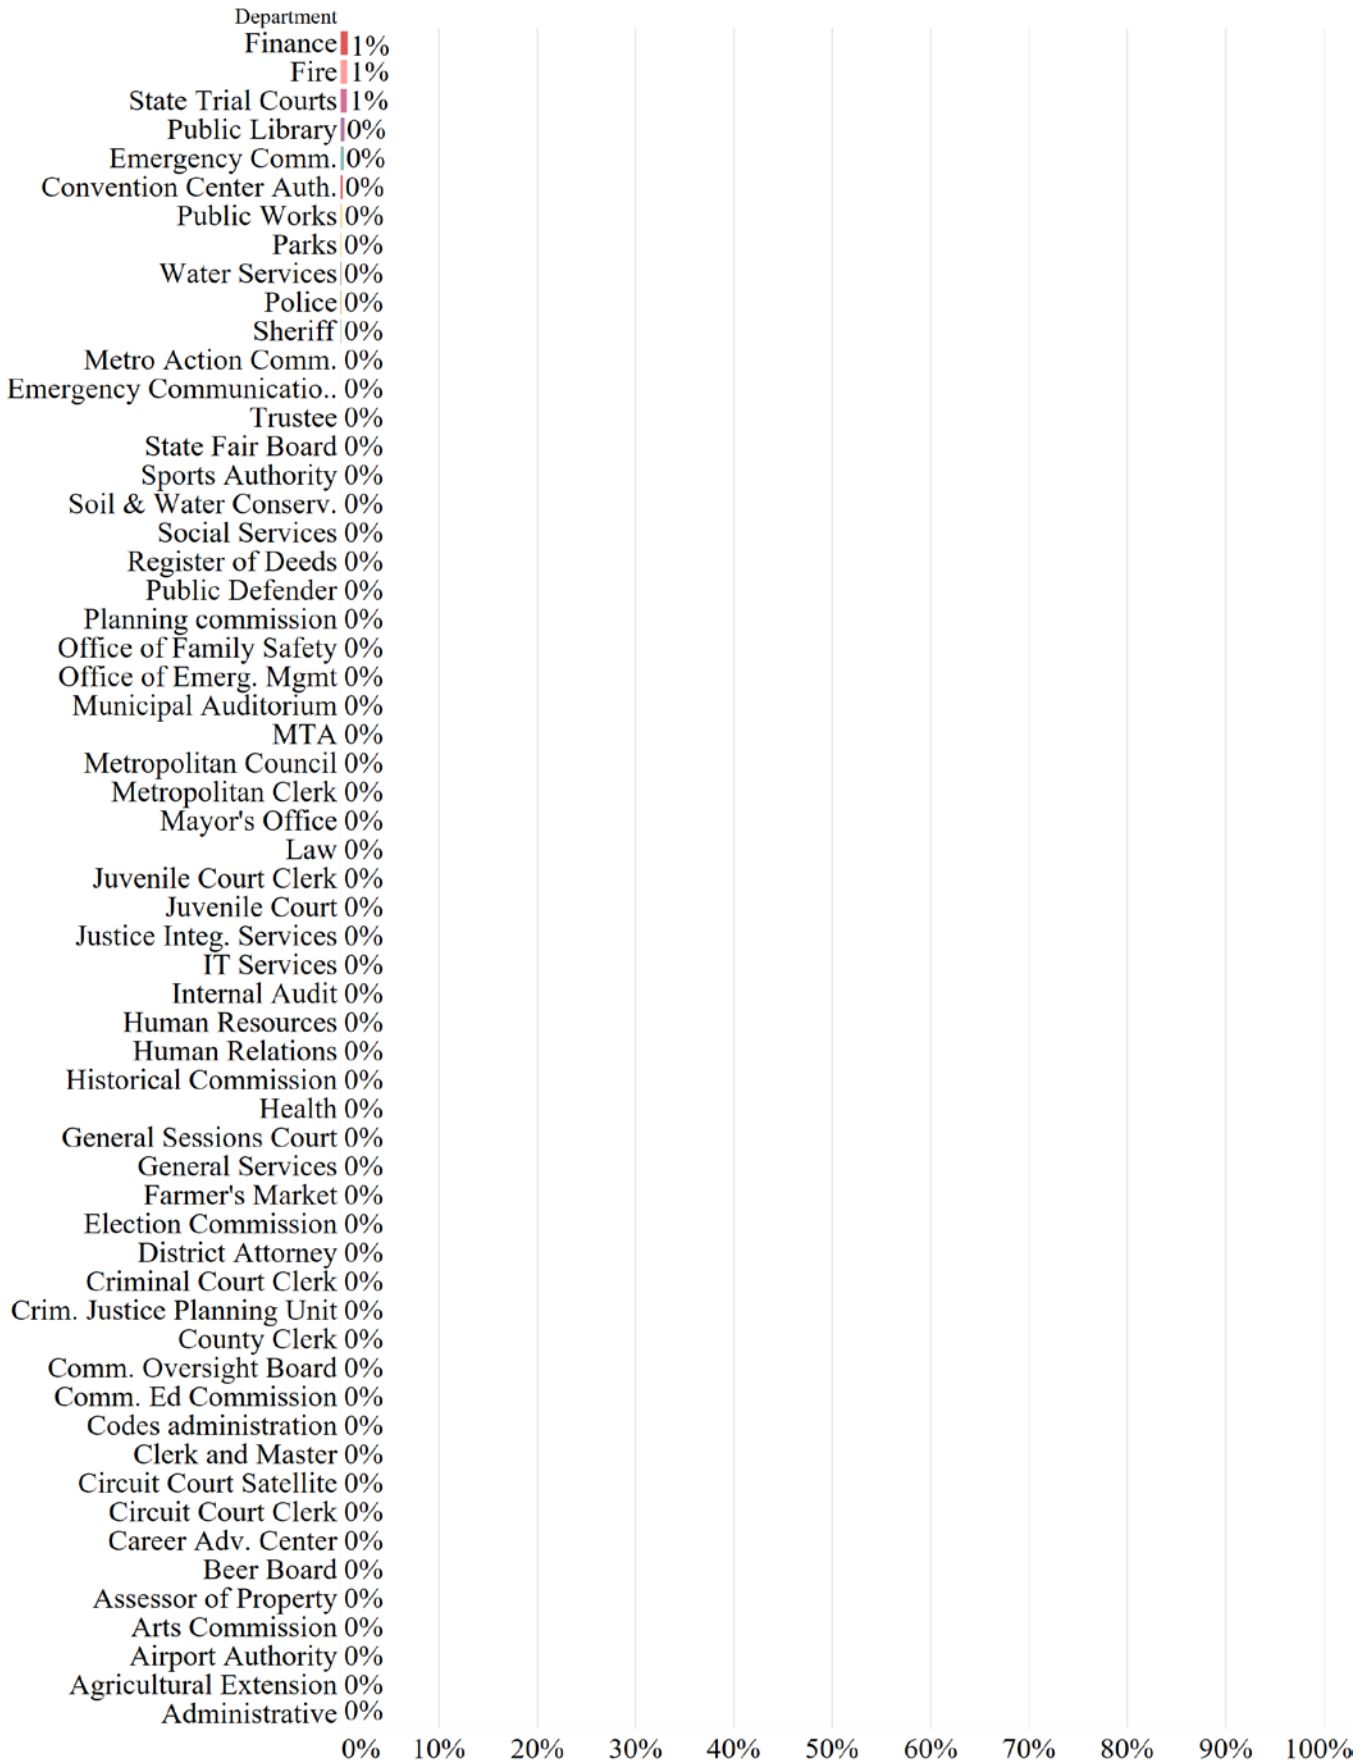 Department
Finance 1%
Fire 1%
State Trial Courts 1%
Public Library 0%
Emergency Comm. 0%
Convention Center Auth. 0%
Public Works 0%
Parks 0%
Water Services 0%
Police 0%
Sheriff 0%
Metro Action Comm. 0%
Emergency Communicatio.. 0%
Trustee 0%
State Fair Board 0%
Sports Authority 0%
Soil & Water Conserv. 0%
Social Services 0%
Register of Deeds 0%
Public Defender 0%
Planning commission 0%
Office of Family Safety 0%
Office of Emerg. Mgmt 0%
Municipal Auditorium 0%
MTA 0%
Metropolitan Council 0%
Metropolitan Clerk 0%
Mayor's Office 0%
Law 0%
Juvenile Court Clerk 0%
Juvenile Court 0%
Justice Integ. Services 0%
IT Services 0%
Internal Audit 0%
Human Resources 0%
Human Relations 0%
Historical Commission 0%
Health 0%
General Sessions Court 0%
General Services 0%
Farmer's Market 0%
Election Commission 0%
District Attorney 0%
Criminal Court Clerk 0%
Crim. Justice Planning Unit 0%
County Clerk 0%
Comm. Oversight Board 0%
Comm. Ed Commission 0%
Codes administration 0%
Clerk and Master 0%
Circuit Court Satellite 0%
Circuit Court Clerk 0%
Career Adv. Center 0%
Beer Board 0%
Assessor of Property 0%
Arts Commission 0%
Airport Authority 0%
Agricultural Extension 0%
Administrative 0%
0% 10% 20% 30% 40% 50% 60% 70% 80% 90% 100%